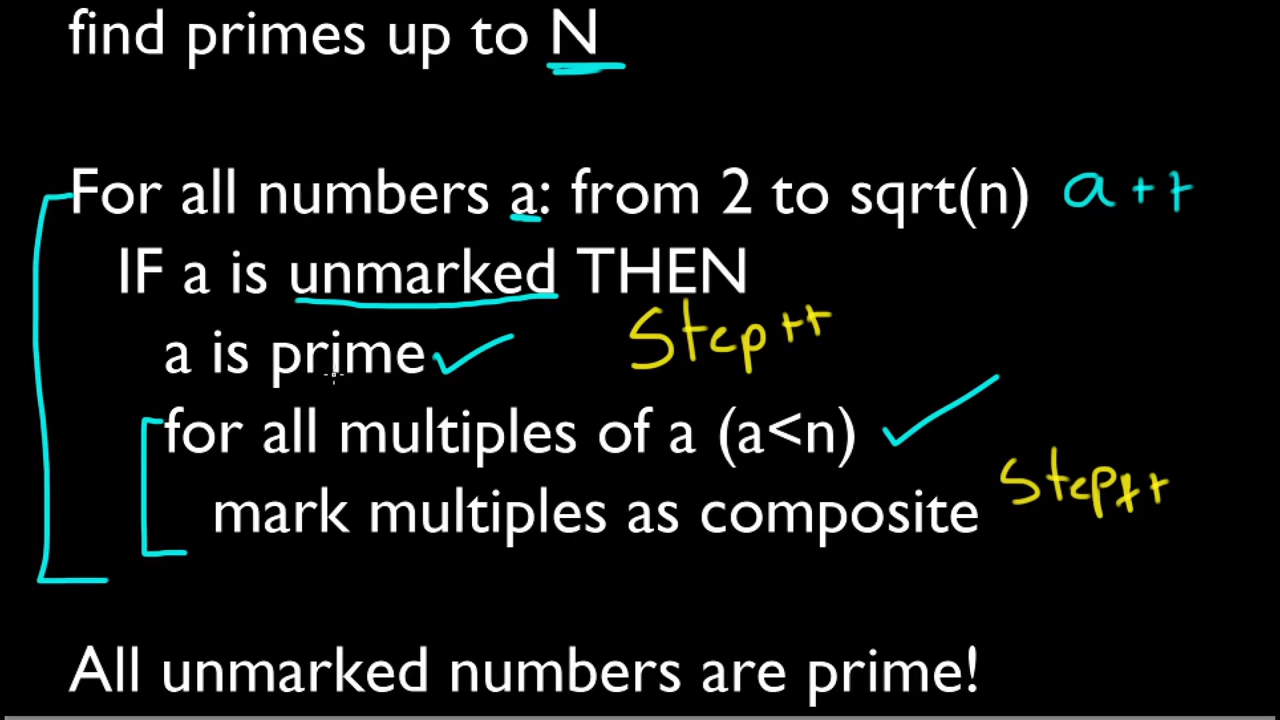 find primes up to N
For all numbers a: from 2 to sqrt(n) a++
IF a is unmarked THEN
Step++
a is prime
for all multiples of a (a<n)
Step++
mark multiples as composite
All unmarked numbers are prime!